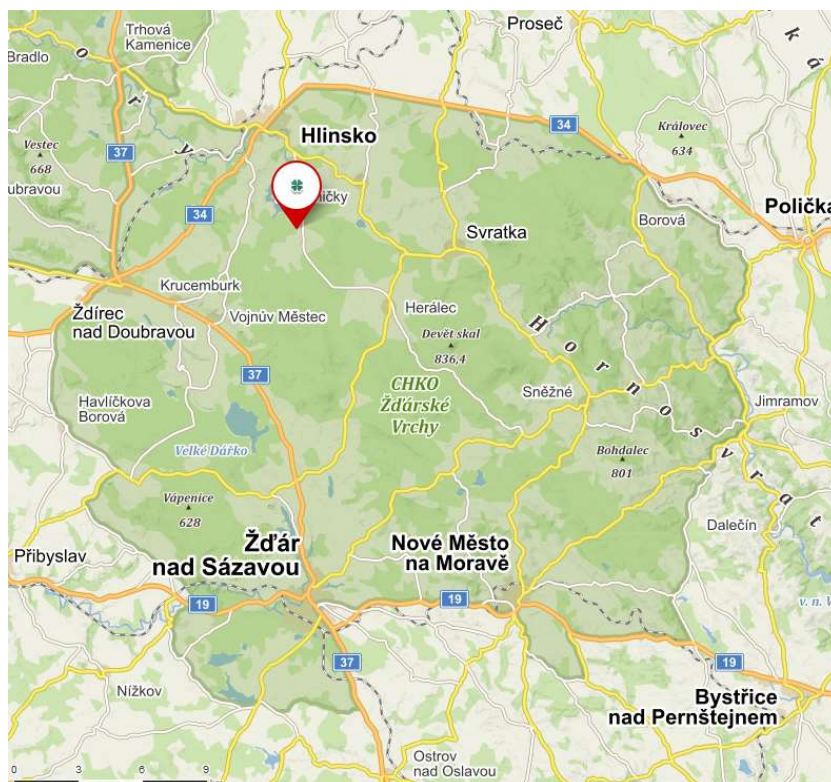 Trhová
Kamenice
Proseč
Bradlo
o
ř
y
k
á
34
Hlinsko
Královec
634
Vestec
668
37
oubravou
ničky
34
Borová
Polička
Svratka
Krucemburk
Ždírec
nad Doubravou
Vojnův Městec
Herálec
Devět skal
836,4
37
CHKO
Žďárské
Vrchy
Sněžné
Havlíčkova
Borová
Jimramov
Velké Dářko
Bohdalec
801
H o r n o s v r a t
Vápenice
628
Dalečín
Přibyslav
Žďár
nad Sázavou
Nové Město
na Moravě
19
19
v. n. V
37
19
Nížkov
Bystřice
nad Pernštejnem
Ostrov
nad Oslavou
0 3 6 9